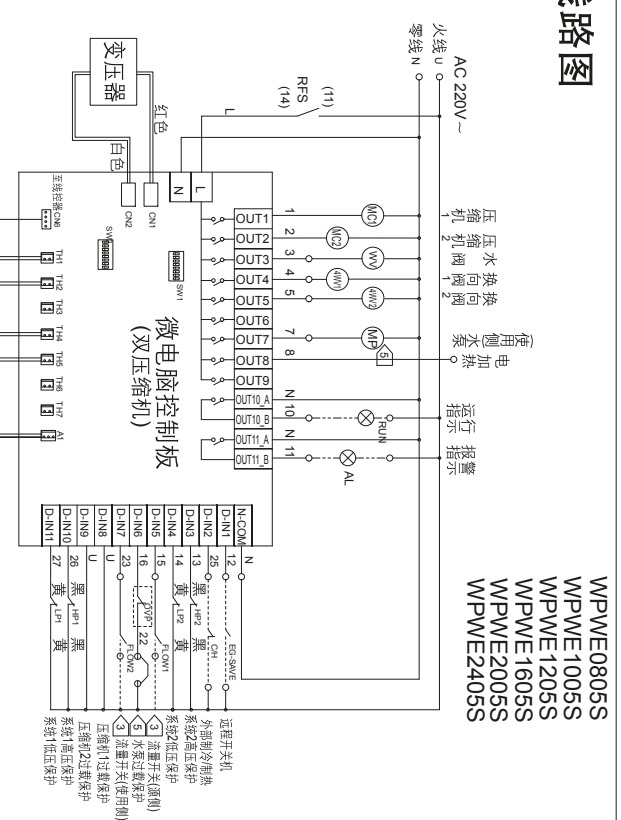 线路图
WPWE0805S
WPWE1005S
WPWE1205S
WPWE1605S
WPWE2005S
WPWE2405S
AC 220V~
火线 U
零线 N
RFS
(11)
(14)
L
变压器
红色
白色
CN1
CN2
N
L
至线控器
CN6
SW1
TH1
TH2
TH3
TH4
TH5
TH6
TH7
A1
微电脑控制板
(双压缩机)
OUT1
OUT2
OUT3
OUT4
OUT5
OUT6
OUT7
OUT8
OUT9
OUT10_A
OUT10_B
OUT11_A
OUT11_B
1
2
3
4
5
7
8
N
10
N
11
MC1
MC2
WV
4WV1
4WV2
MP
5
RUN
AL
压缩机1
压缩机2
水阀
换向阀1
换向阀2
使用侧水泵
电加热
运行指示
报警指示
N-COM
D-IN1
D-IN2
D-IN3
D-IN4
D-IN5
D-IN6
D-IN7
D-IN8
D-IN9
D-IN10
D-IN11
N
12
25
13 黑 HP2 黑
14 黄 LP2 黄
15
16
23
U
U
26 黑 HP1 黑
27 黄 LP1 黄
EG-SAVE
C/H
FLOW1
OVP
22
FLOW2
远程开关机
外部制冷/制热
系统2高压保护
系统2低压保护
3 流量开关(源侧)
5 水泵过载保护
3 流量开关(使用侧)
压缩机1过载保护
压缩机2过载保护
系统1高压保护
系统1低压保护